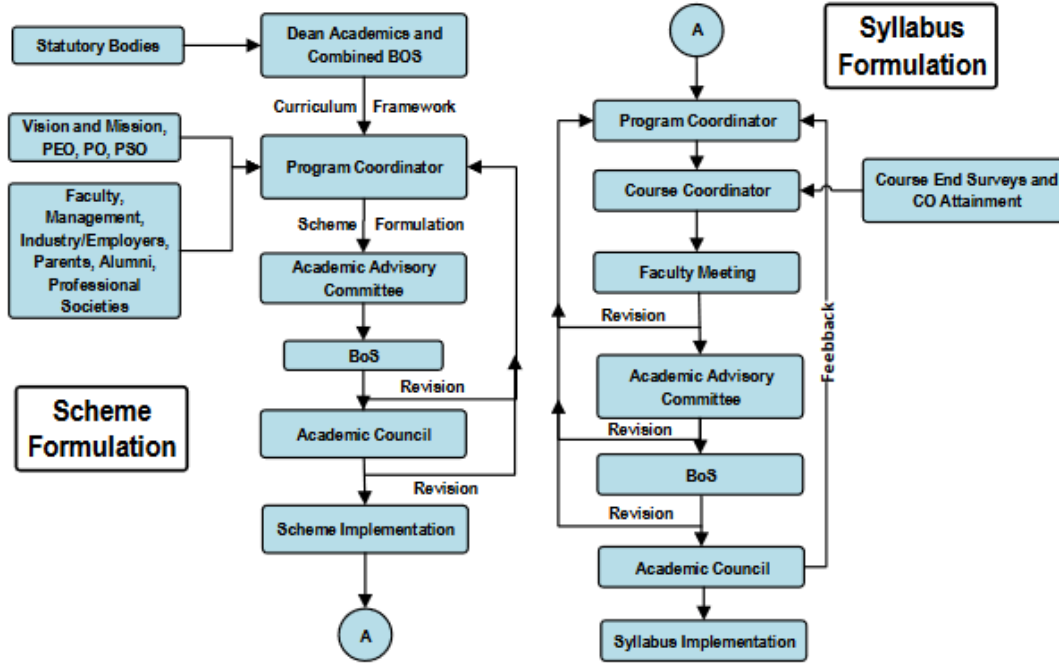 Statutory Bodies
Dean Academics and
Combined BOS
Curriculum Framework
Vision and Mission,
PEO, PO, PSO
Program Coordinator
Faculty,
Management,
Industry/Employers,
Parents, Alumni,
Professional
Societies
Scheme Formulation
Academic Advisory
Committee
BoS
Revision
Scheme
Formulation
Academic Council
Revision
Scheme Implementation
A
A
Syllabus
Formulation
Program Coordinator
Course Coordinator
Course End Surveys and
CO Attainment
Faculty Meeting
Revision
Feebback
Academic Advisory
Committee
Revision
BoS
Revision
Academic Council
Syllabus Implementation